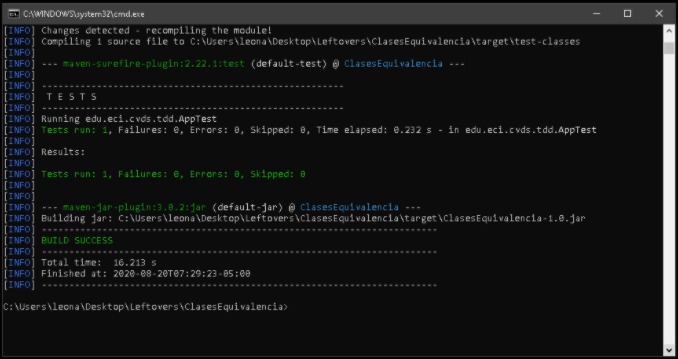 C:\WINDOWS\system32\cmd.exe
[INFO] Changes detected - recompiling the module!
[INFO] Compiling 1 source file to C:\Users\leona\Desktop\Leftovers\ClasesEquivalencia\target\test-classes
[INFO]
[INFO] --- maven-surefire-plugin:2.22.1:test (default-test) @ ClasesEquivalencia ---
[INFO]
[INFO] -------------------------------------------------------
[INFO]  T E S T S
[INFO] -------------------------------------------------------
[INFO] Running edu.eci.cvds.tdd.AppTest
[INFO] Tests run: 1, Failures: 0, Errors: 0, Skipped: 0, Time elapsed: 0.232 s - in edu.eci.cvds.tdd.AppTest
[INFO]
[INFO] Results:
[INFO]
[INFO] Tests run: 1, Failures: 0, Errors: 0, Skipped: 0
[INFO]
[INFO]
[INFO] --- maven-jar-plugin:3.0.2:jar (default-jar) @ ClasesEquivalencia ---
[INFO] Building jar: C:\Users\leona\Desktop\Leftovers\ClasesEquivalencia\target\ClasesEquivalencia-1.0.jar
[INFO] ------------------------------------------------------------------------
[INFO] BUILD SUCCESS
[INFO] ------------------------------------------------------------------------
[INFO] Total time:  16.213 s
[INFO] Finished at: 2020-08-20T07:29:23-05:00
[INFO] ------------------------------------------------------------------------
C:\Users\leona\Desktop\Leftovers\ClasesEquivalencia>